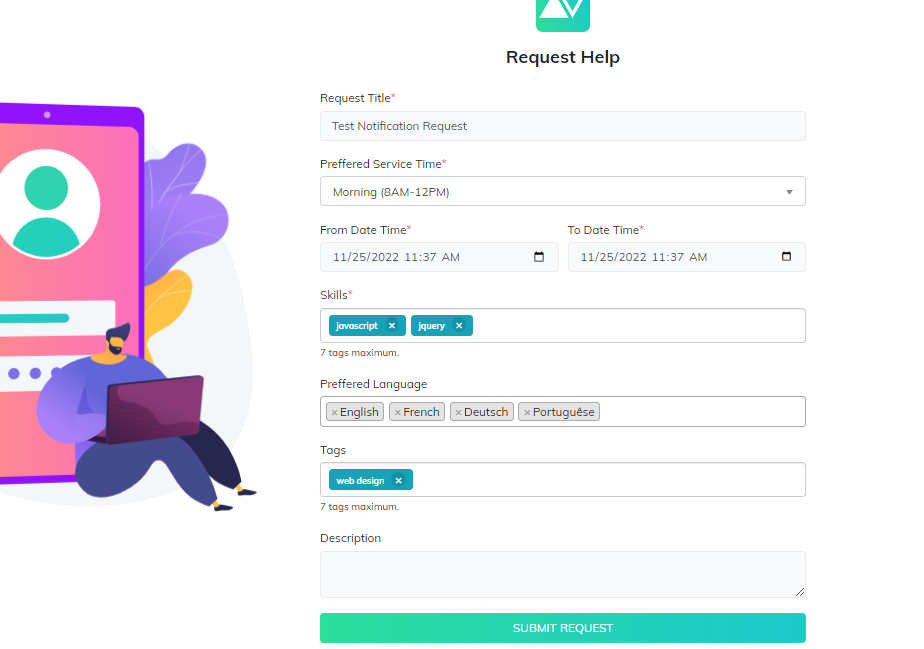 Request Help
Request Title*
Test Notification Request
Preffered Service Time*
Morning (8AM-12PM)
From Date Time* To Date Time*
11/25/2022 11:37 AM 11/25/2022 11:37 AM
Skills*
javascript × jquery ×
7 tags maximum.
Preffered Language
× English × French × Deutsch × Portuguêse
Tags
web design ×
7 tags maximum.
Description
SUBMIT REQUEST